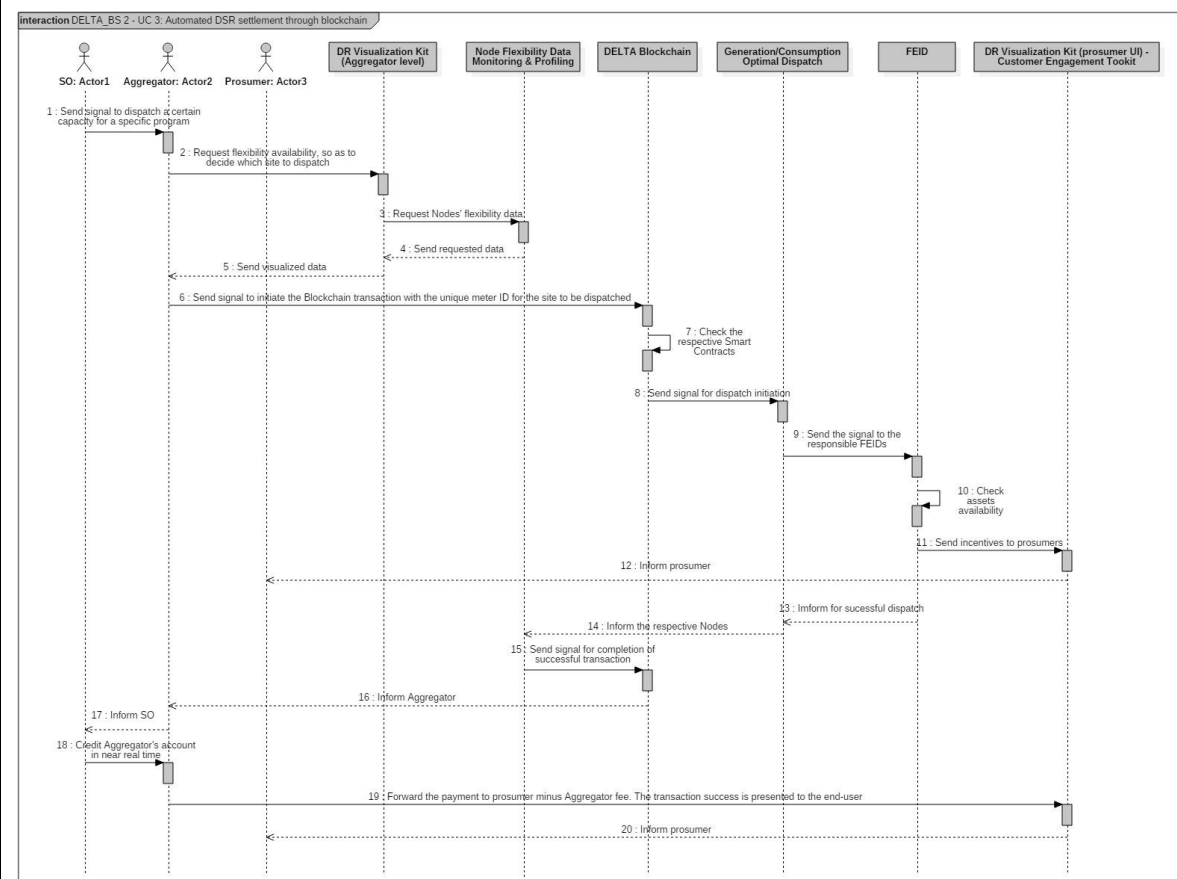 interaction DELTA_BS 2 - UC 3: Automated DSR settlement through blockchain
SO: Actor1
Aggregator: Actor2
Prosumer: Actor3
DR Visualization Kit
(Aggregator level)
Node Flexibility Data
Monitoring & Profiling
DELTA Blockchain
Generation/Consumption
Optimal Dispatch
FEID
DR Visualization Kit (prosumer UI) -
Customer Engagement Tookit
1 : Send signal to dispatch a certain
capacity for a specific program
2 : Request flexibility availability, so as to
decide which site to dispatch
3 : Request Nodes' flexibility data
4 : Send requested data
5 : Send visualized data
6 : Send signal to initiate the Blockchain transaction with the unique meter ID for the site to be dispatched
7 : Check the
respective Smart
Contracts
8 : Send signal for dispatch initiation
9 : Send the signal to the
responsible FEIDs
10 : Check
assets
availability
11 : Send incentives to prosumers
12 : Inform prosumer
13 : Imform for sucessful dispatch
14 : Inform the respective Nodes
15 : Send signal for completion of
successful transaction
16 : Inform Aggregator
17 : Inform SO
18 : Credit Aggregator's account
in near real time
19 : Forward the payment to prosumer minus Aggregator fee. The transaction success is presented to the end-user
20 : Inform prosumer